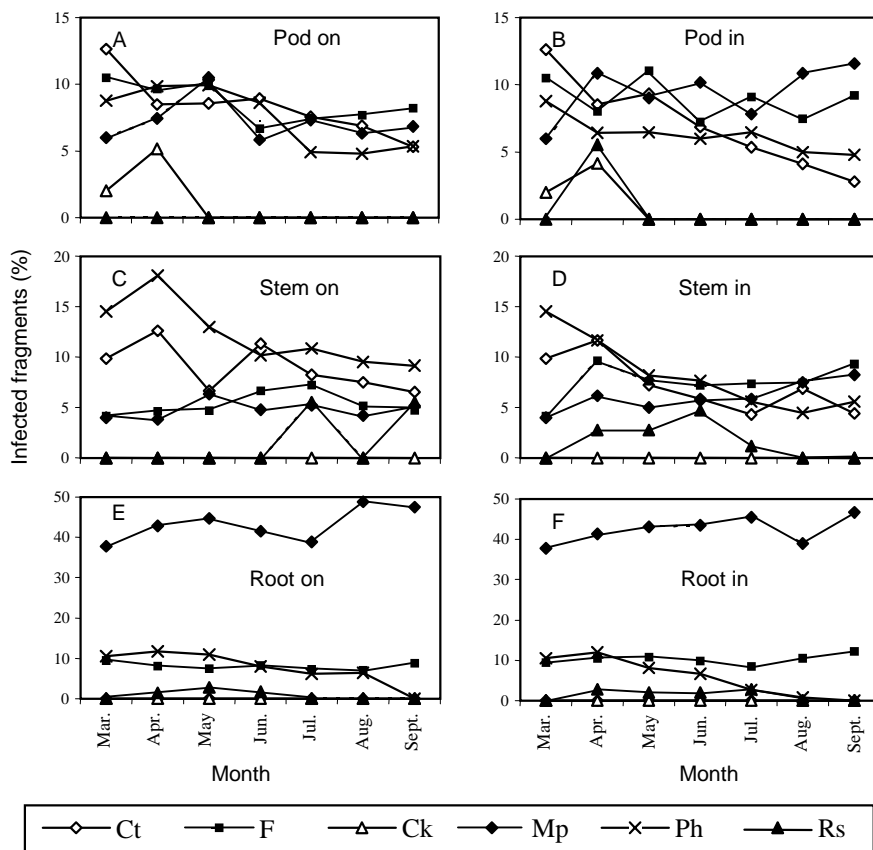 A
Pod on
15
10
5
0
B
Pod in
15
10
5
0
Infected fragments (%)
C
Stem on
20
15
10
5
0
D
Stem in
20
15
10
5
0
E
Root on
50
40
30
20
10
0
F
Root in
50
40
30
20
10
0
Mar. Apr. May Jun. Jul. Aug. Sept.
Month
Mar. Apr. May Jun. Jul. Aug. Sept.
Month
Ct F Ck Mp Ph Rs